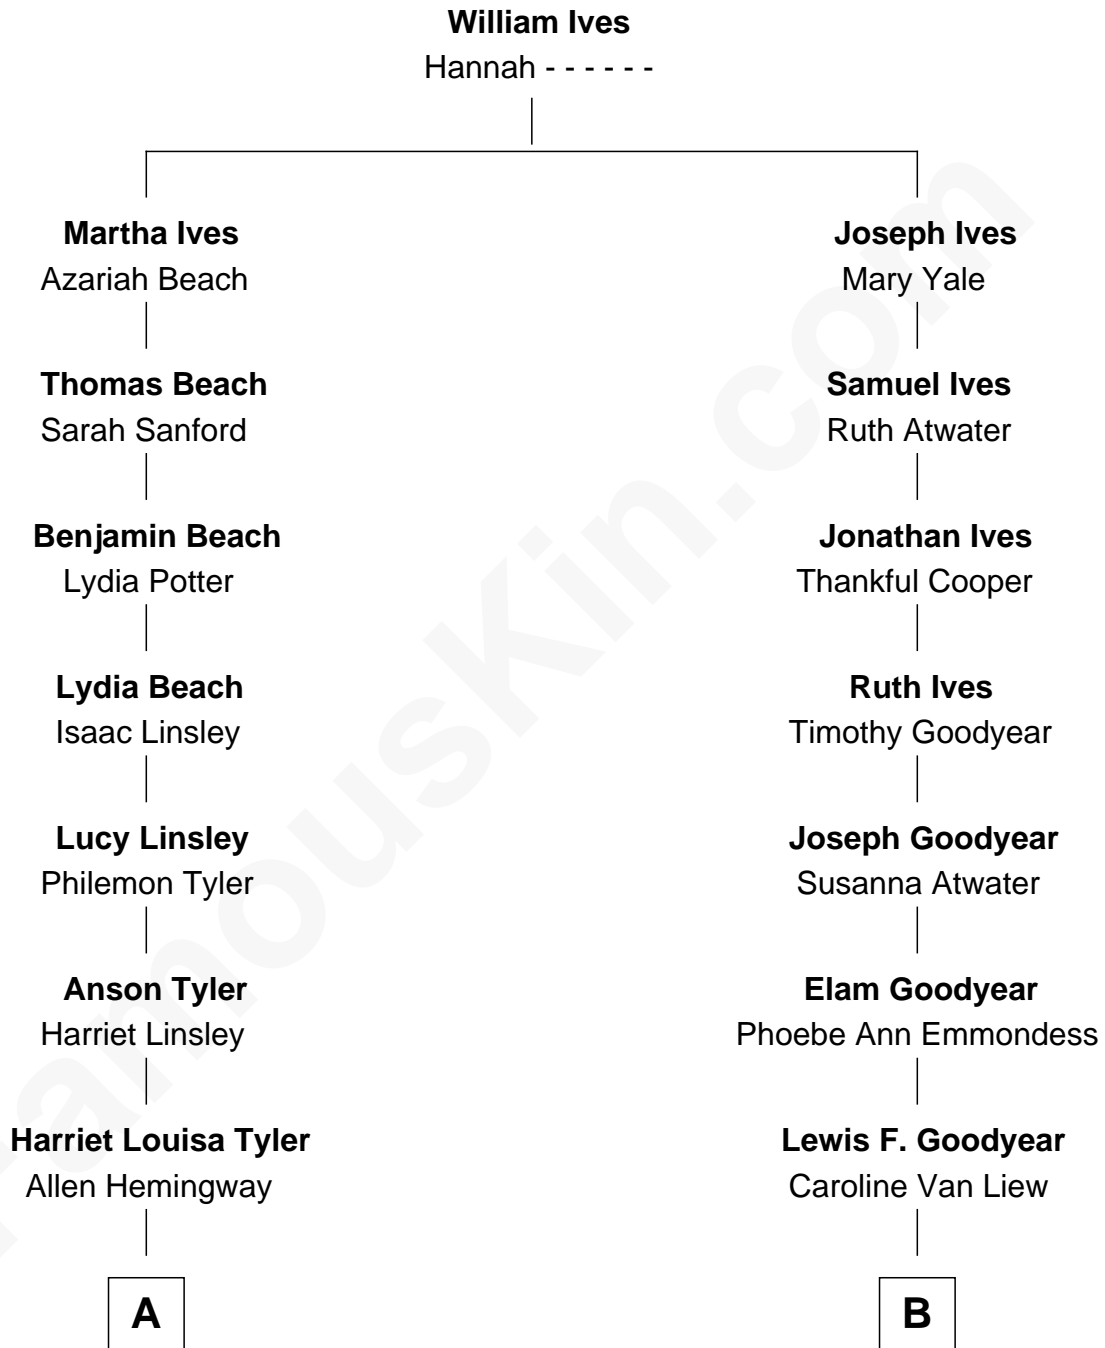 William Ives
Hannah - - - - - -
Martha Ives
Azariah Beach
Joseph Ives
Mary Yale
Thomas Beach
Sarah Sanford
Samuel Ives
Ruth Atwater
Benjamin Beach
Lydia Potter
Jonathan Ives
Thankful Cooper
Lydia Beach
Isaac Linsley
Ruth Ives
Timothy Goodyear
Lucy Linsley
Philemon Tyler
Joseph Goodyear
Susanna Atwater
Anson Tyler
Harriet Linsley
Elam Goodyear
Phoebe Ann Emmondess
Harriet Louisa Tyler
Allen Hemingway
Lewis F. Goodyear
Caroline Van Liew
A
B
FamousKin.com